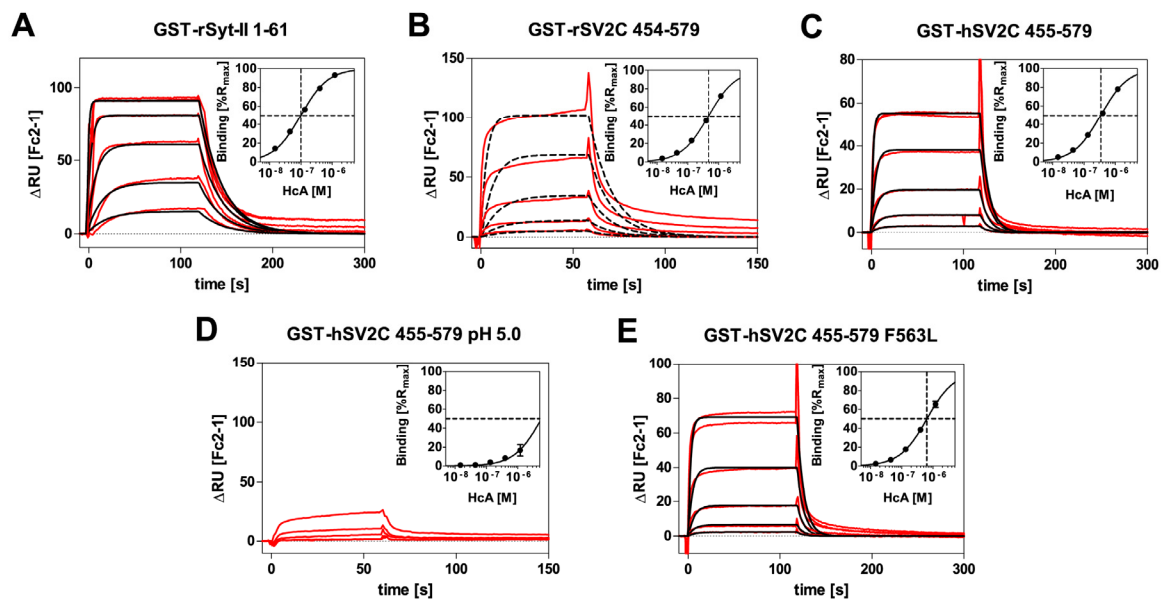 A
GST-rSyt-II 1-61
ΔRU [Fc2-1]
100
50
0
0
100
200
300
time [s]
Binding [%Rmax]
100
80
60
40
20
0
10-8
10-7
10-6
HcA [M]
B
GST-rSV2C 454-579
ΔRU [Fc2-1]
150
100
50
0
0
50
100
150
time [s]
Binding [%Rmax]
100
80
60
40
20
0
10-8
10-7
10-6
HcA [M]
C
GST-hSV2C 455-579
ΔRU [Fc2-1]
80
60
40
20
0
0
100
200
300
time [s]
Binding [%Rmax]
100
80
60
40
20
0
10-8
10-7
10-6
HcA [M]
D
GST-hSV2C 455-579 pH 5.0
ΔRU [Fc2-1]
150
100
50
0
0
50
100
150
time [s]
Binding [%Rmax]
100
80
60
40
20
0
10-8
10-7
10-6
HcA [M]
E
GST-hSV2C 455-579 F563L
ΔRU [Fc2-1]
100
80
60
40
20
0
0
100
200
300
time [s]
Binding [%Rmax]
100
80
60
40
20
0
10-8
10-7
10-6
HcA [M]